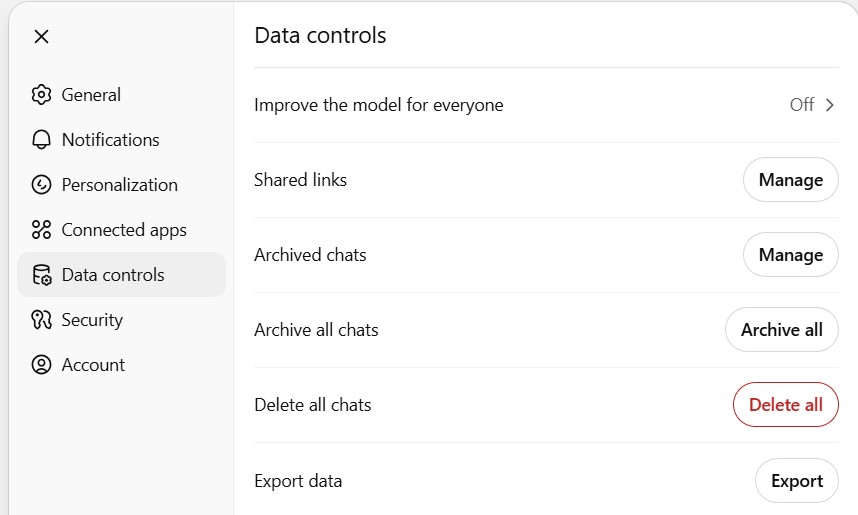 General
Notifications
Personalization
Connected apps
Data controls
Security
Account
Data controls
Improve the model for everyone Off
Shared links Manage
Archived chats Manage
Archive all chats Archive all
Delete all chats Delete all
Export data Export